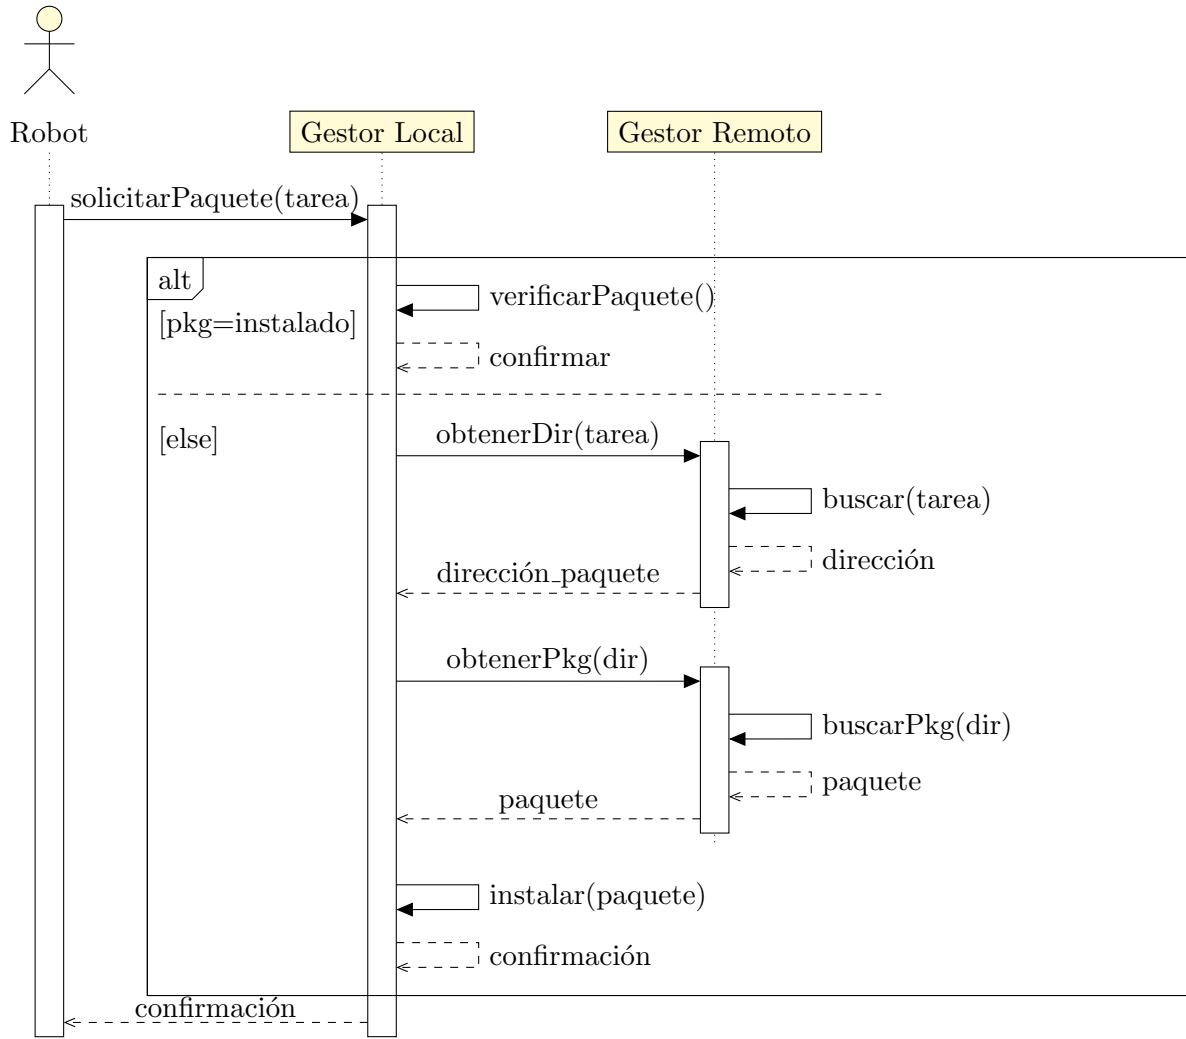 Robot
Gestor Local
Gestor Remoto
solicitarPaquete(tarea)
alt
verificarPaquete()
[pkg=instalado]
confirmar
[else]
obtenerDir(tarea)
buscar(tarea)
dirección
dirección_paquete
obtenerPkg(dir)
buscarPkg(dir)
paquete
paquete
instalar(paquete)
confirmación
confirmación